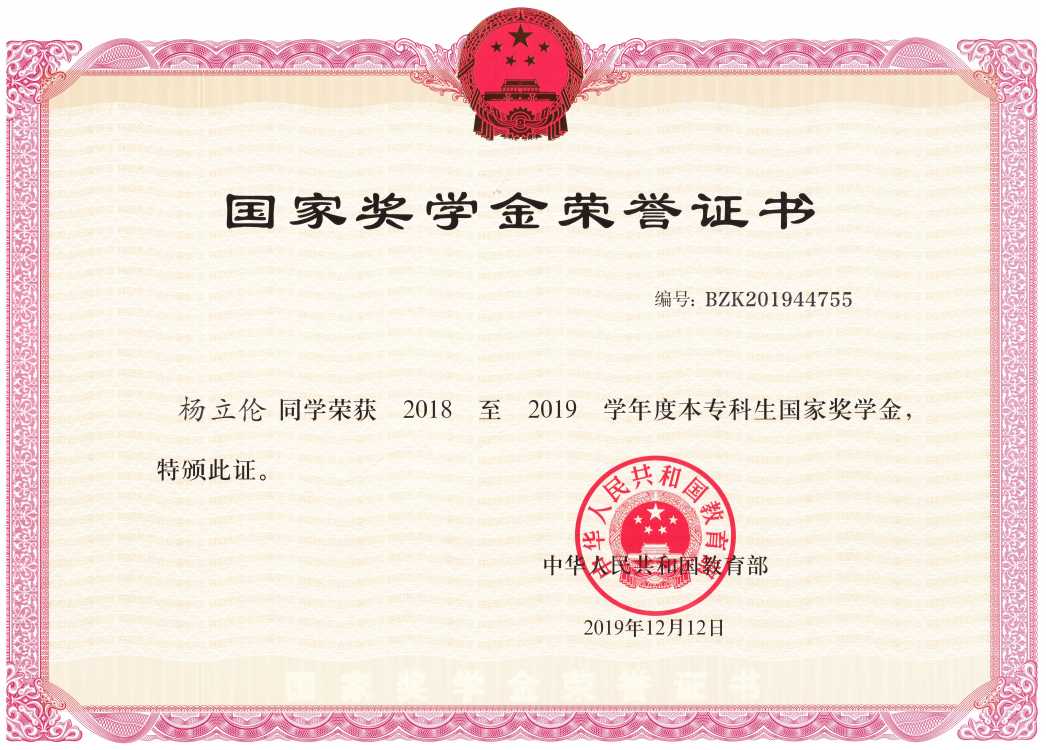 国家奖学金荣誉证书
编号: BZK201944755
杨立伦 同学荣获 2018 至 2019 学年度本专科生国家奖学金，
特颁此证。
中华人民共和国教育部
中华人民共和国教育部
2019年12月12日
国家奖学金荣誉证书